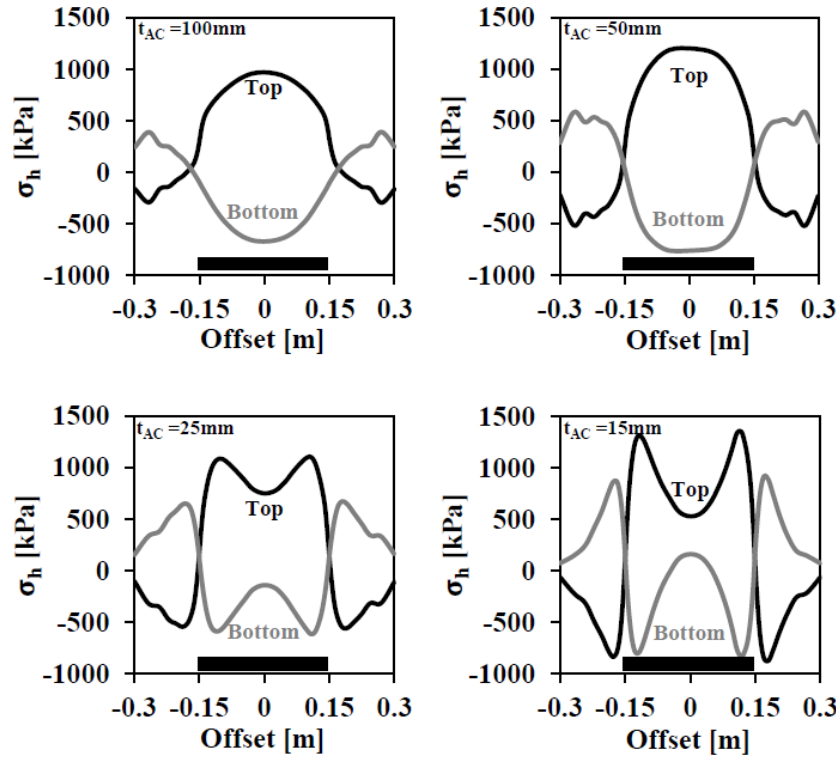 t_AC =100mm
1500
1000
500
0
-500
-1000
σ_h [kPa]
Top
Bottom
-0.3 -0.15 0 0.15 0.3
Offset [m]
t_AC =50mm
1500
1000
500
0
-500
-1000
σ_h [kPa]
Top
Bottom
-0.3 -0.15 0 0.15 0.3
Offset [m]
t_AC =25mm
1500
1000
500
0
-500
-1000
σ_h [kPa]
Top
Bottom
-0.3 -0.15 0 0.15 0.3
Offset [m]
t_AC =15mm
1500
1000
500
0
-500
-1000
σ_h [kPa]
Top
Bottom
-0.3 -0.15 0 0.15 0.3
Offset [m]